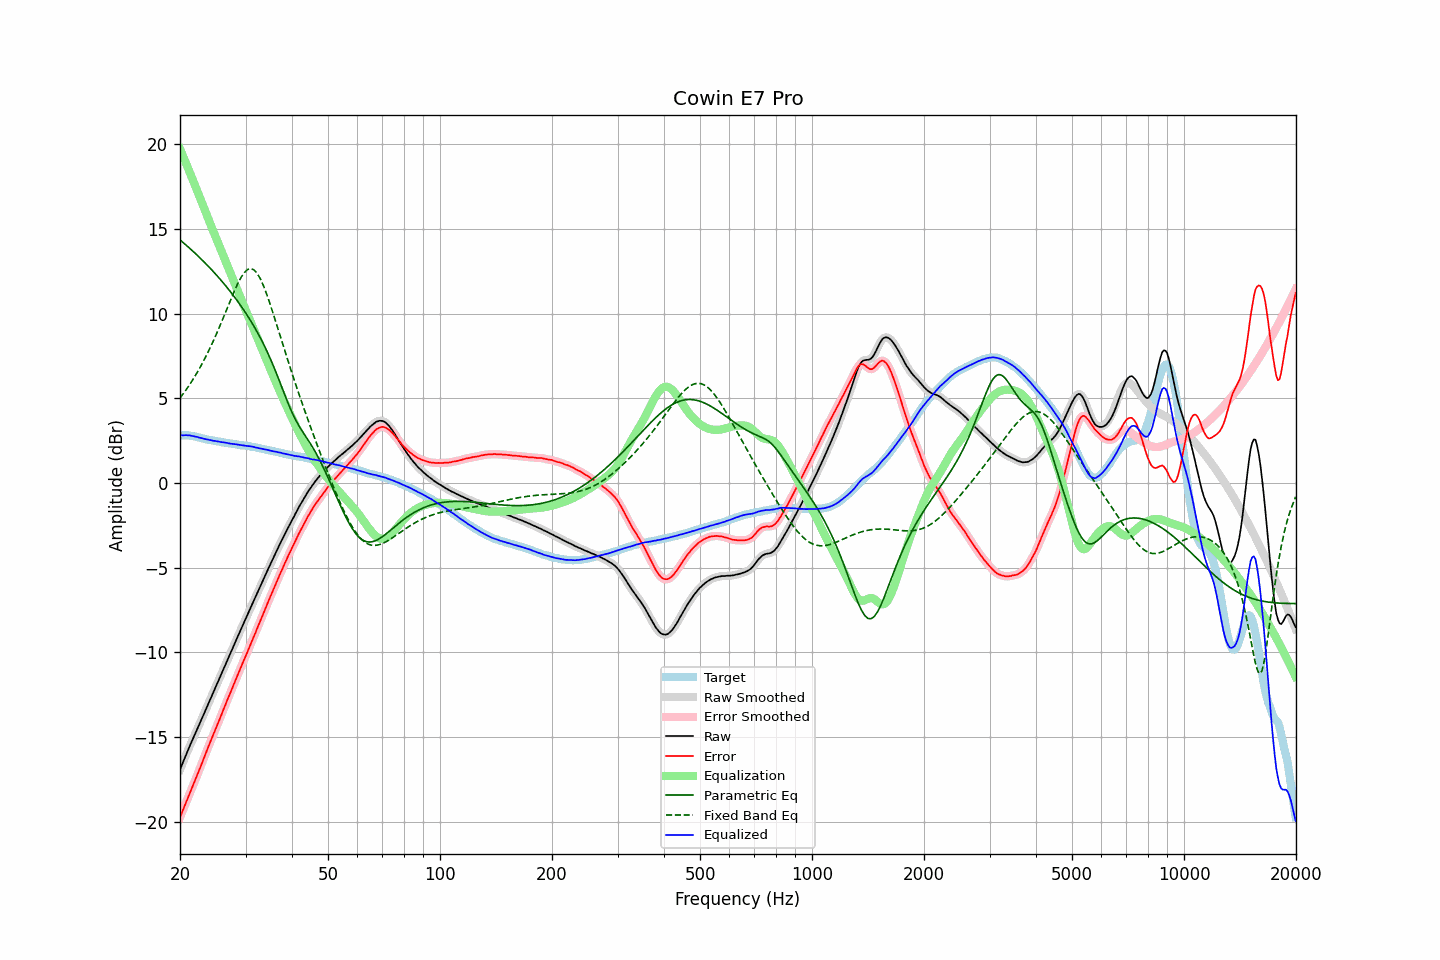 Cowin E7 Pro
Amplitude (dBr)
20
15
10
5
0
−5
−10
−15
−20
Target
Raw Smoothed
Error Smoothed
Raw
Error
Equalization
Parametric Eq
Fixed Band Eq
Equalized
20 50 100 200 500 1000 2000 5000 10000 20000
Frequency (Hz)